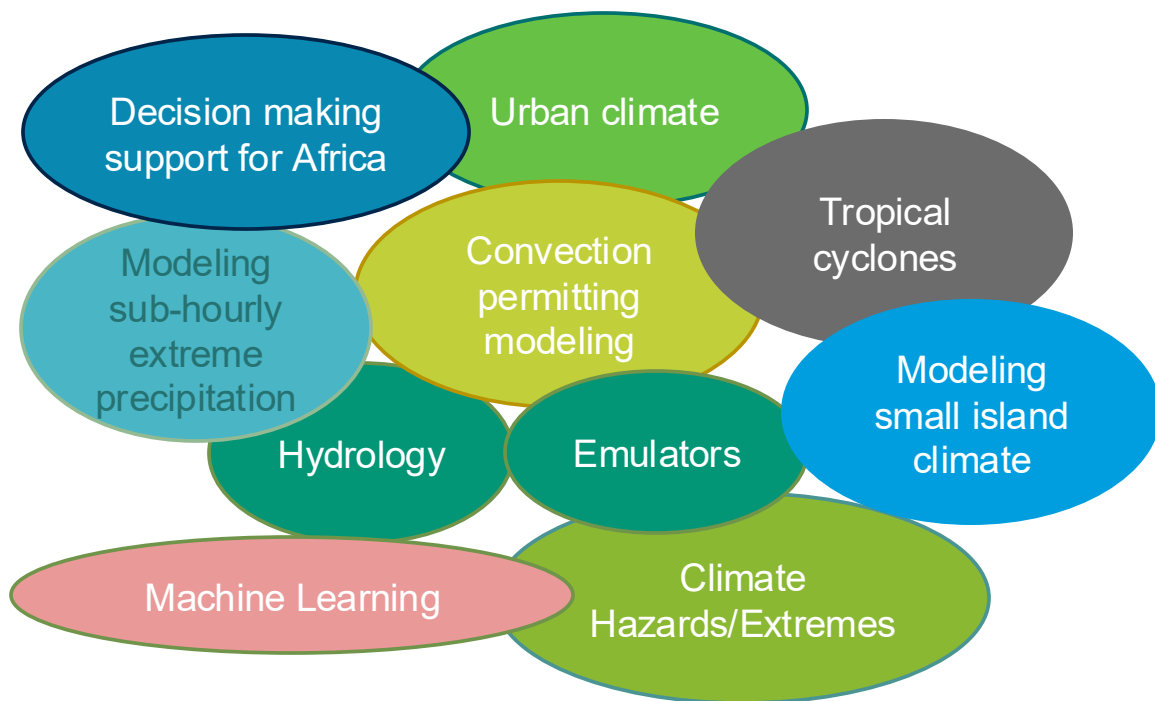 Decision making
support for Africa
Urban climate
Tropical
cyclones
Modeling
sub-hourly
extreme
precipitation
Convection
permitting
modeling
Modeling
small island
climate
Hydrology
Emulators
Machine Learning
Climate
Hazards/Extremes